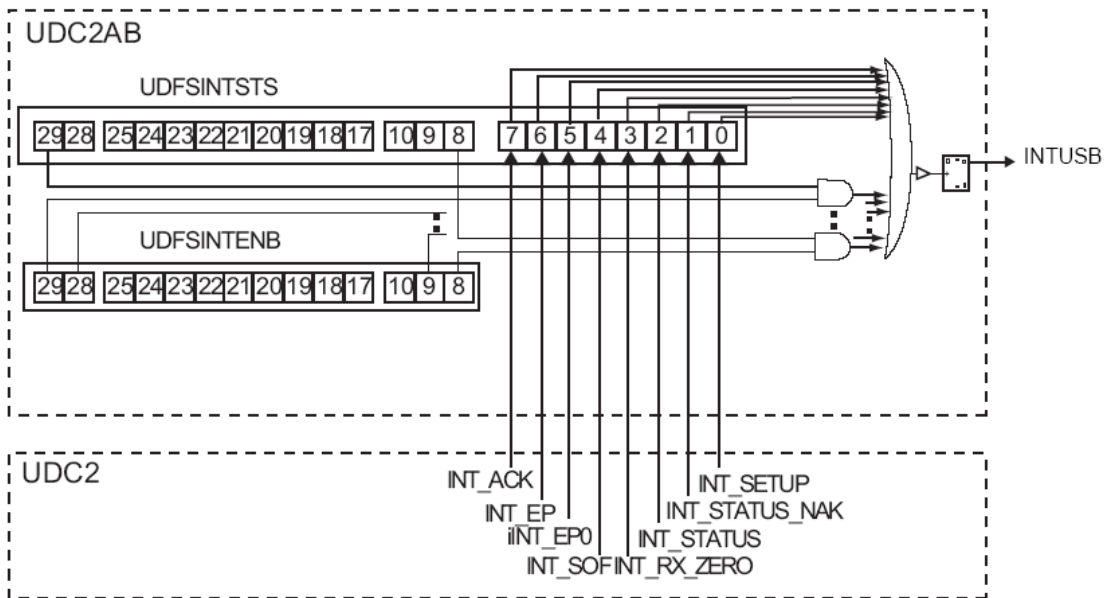 UDC2AB
UDFSINTSTS
29 28 25 24 23 22 21 20 19 18 17 10 9 8 7 6 5 4 3 2 1 0
INTUSB
UDFSINTENB
29 28 25 24 23 22 21 20 19 18 17 10 9 8
UDC2
INT_ACK
INT_SETUP
INT_EP
INT_STATUS_NAK
iINT_EP0
INT_STATUS
INT_SOF
INT_RX_ZERO